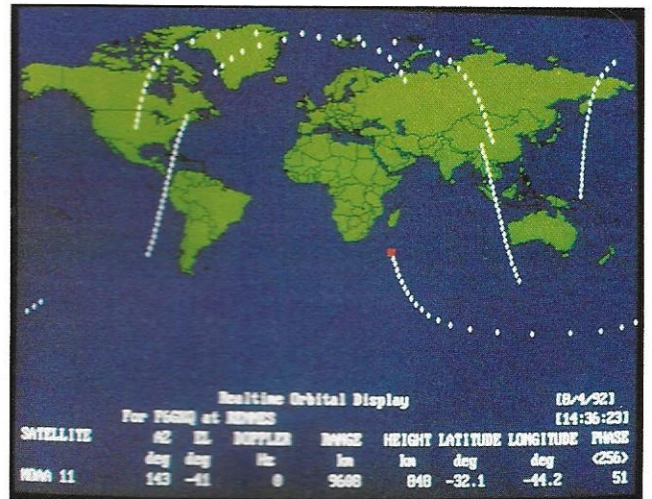 Realtime Orbital Display [8/4/92]
For F6GNQ at RENNES [14:36:23]
SATELLITE AZ EL DOPPLER RANGE HEIGHT LATITUDE LONGITUDE PHASE
deg deg Hz km km deg deg <256>
NOAA 11 143 -41 0 9608 848 -32.1 -44.2 51